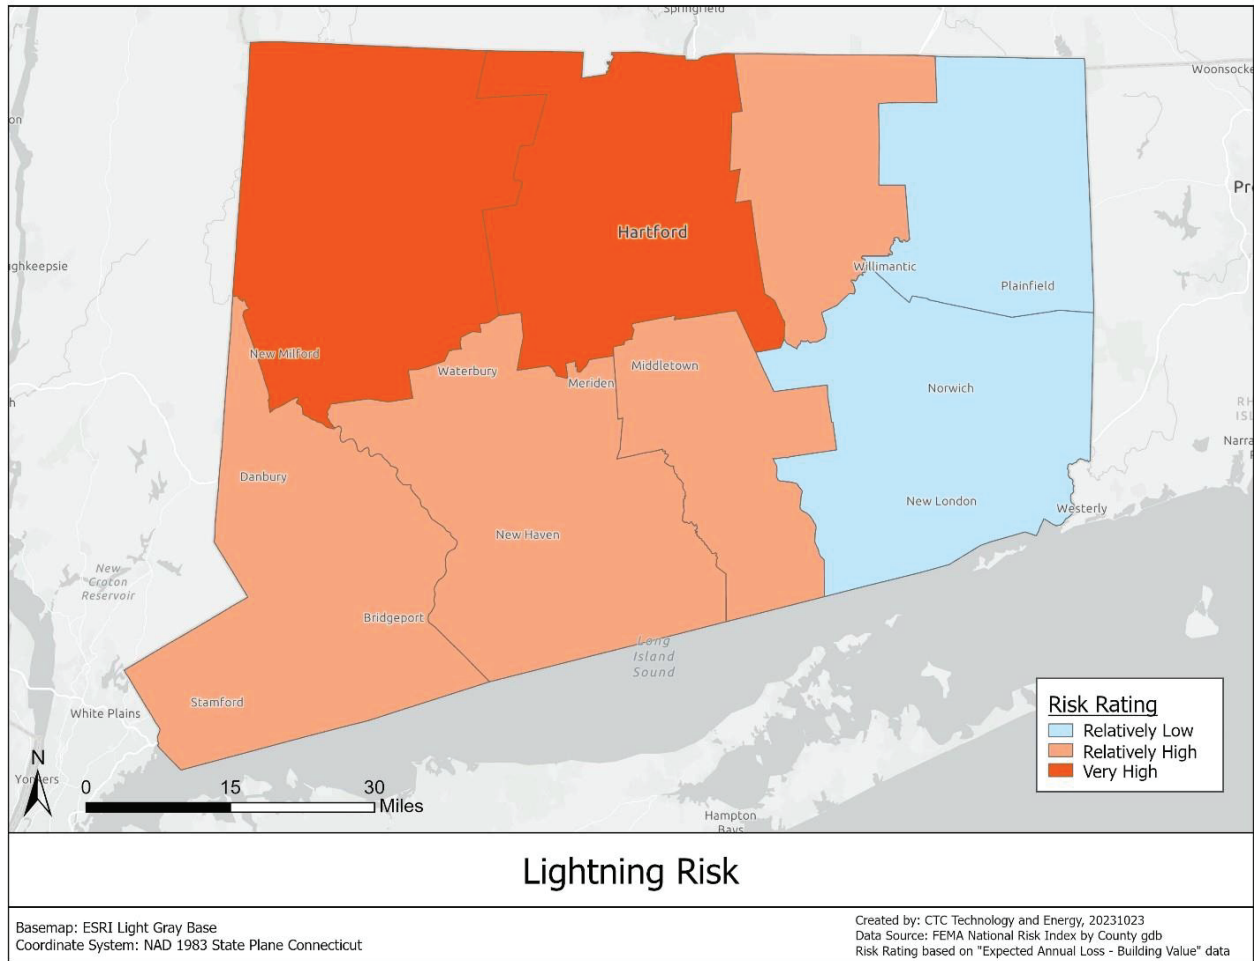 Springfield
Woonsocke
Hartford
ghkeepsie
Willimantic
Plainfield
New Milford
Waterbury
Meriden
Middletown
Norwich
RH
ISL
Narra
Danbury
New London
Westerly
New Haven
New
Croton
Reservoir
Bridgeport
Long
Island
Sound
Stamford
White Plains
Risk Rating
Relatively Low
Relatively High
Very High
N
Yonkers
0 15 30
Miles
Hampton
Bays
Lightning Risk
Basemap: ESRI Light Gray Base
Coordinate System: NAD 1983 State Plane Connecticut
Created by: CTC Technology and Energy, 20231023
Data Source: FEMA National Risk Index by County gdb
Risk Rating based on "Expected Annual Loss - Building Value" data